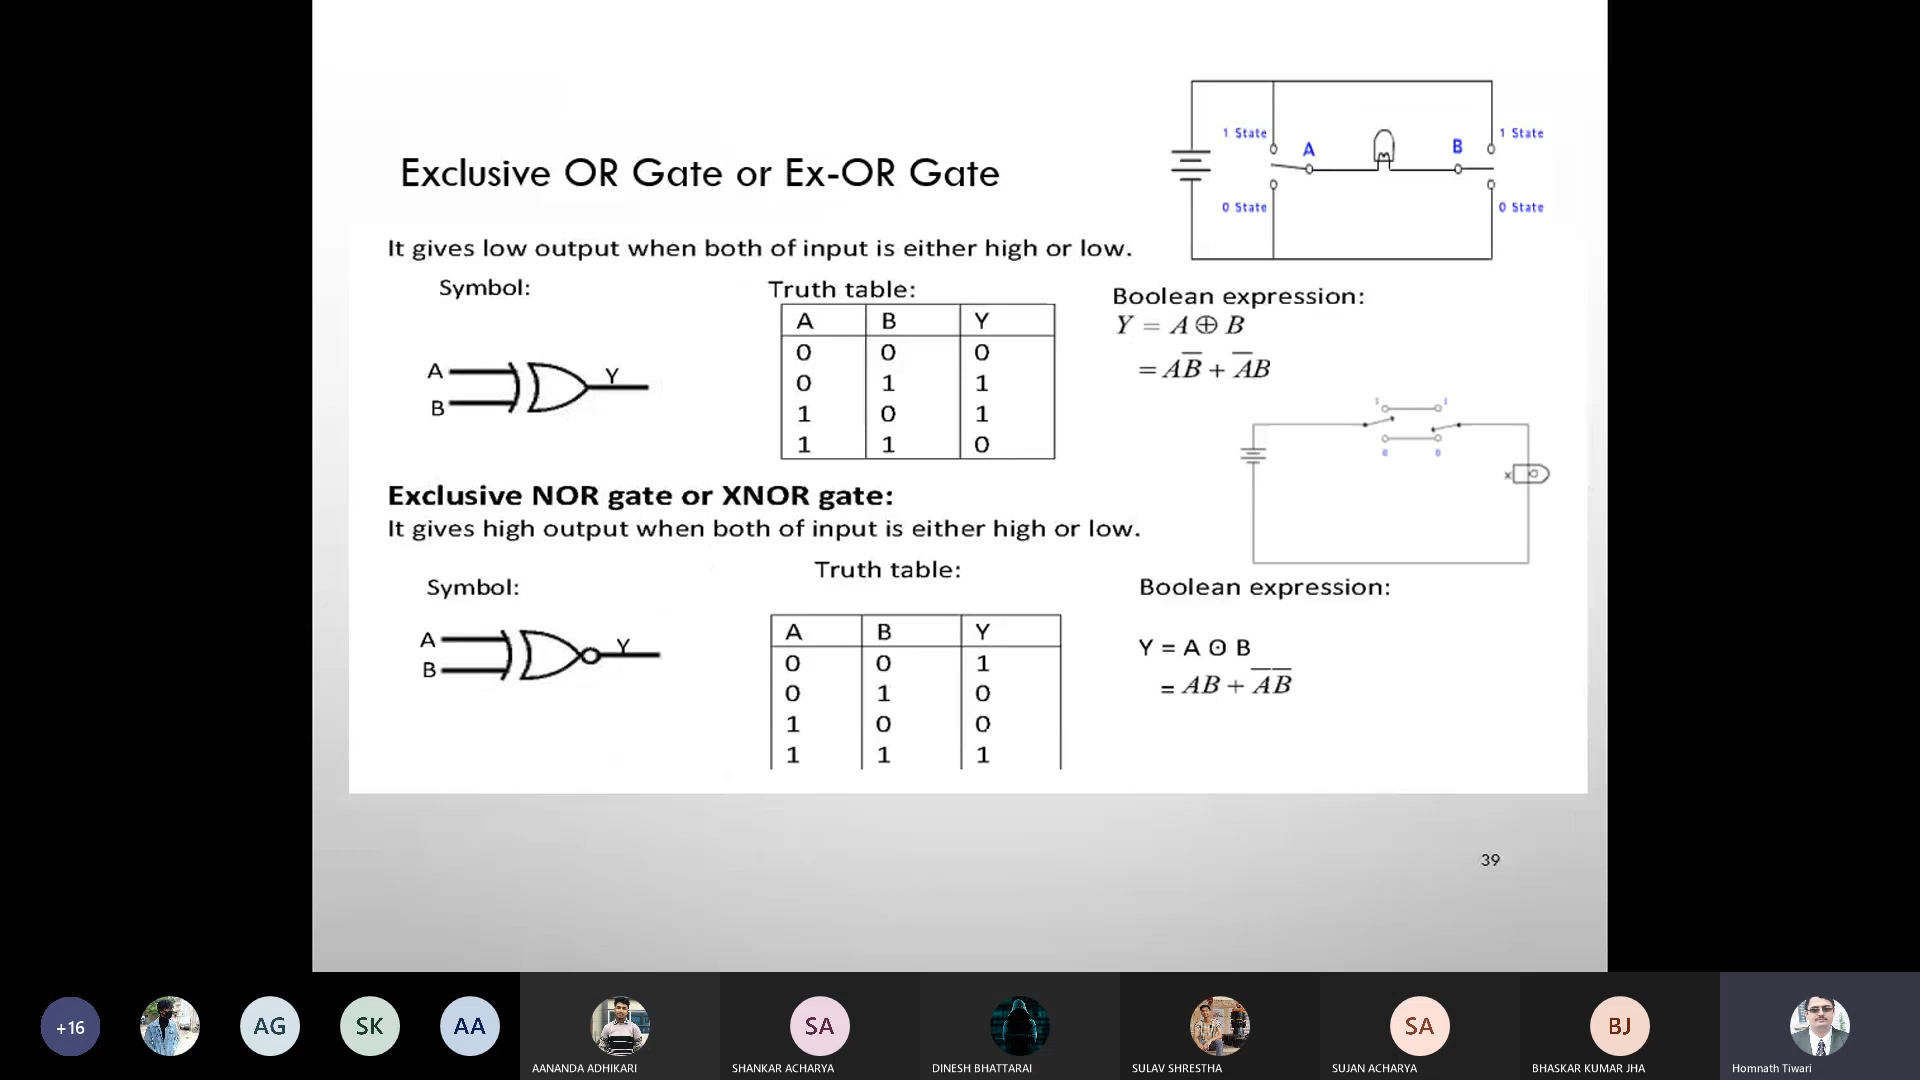 1 State
A
B
1 State
0 State
0 State
Exclusive OR Gate or Ex-OR Gate
It gives low output when both of input is either high or low.
Symbol:
A
B
Y
Truth table:
A B Y
0 0 0
0 1 1
1 0 1
1 1 0
Boolean expression:
Y = A ⊕ B
= AB̅ + A̅B
Exclusive NOR gate or XNOR gate:
It gives high output when both of input is either high or low.
Symbol:
A
B
Y
Truth table:
A B Y
0 0 1
0 1 0
1 0 0
1 1 1
Boolean expression:
Y = A ⊙ B
= AB + A̅B̅
39
+16
AG
SK
AA
AANANDA ADHIKARI
SA
SHANKAR ACHARYA
DINESH BHATTARAI
SULAV SHRESTHA
SA
SUJAN ACHARYA
BJ
BHASKAR KUMAR JHA
Homnath Tiwari